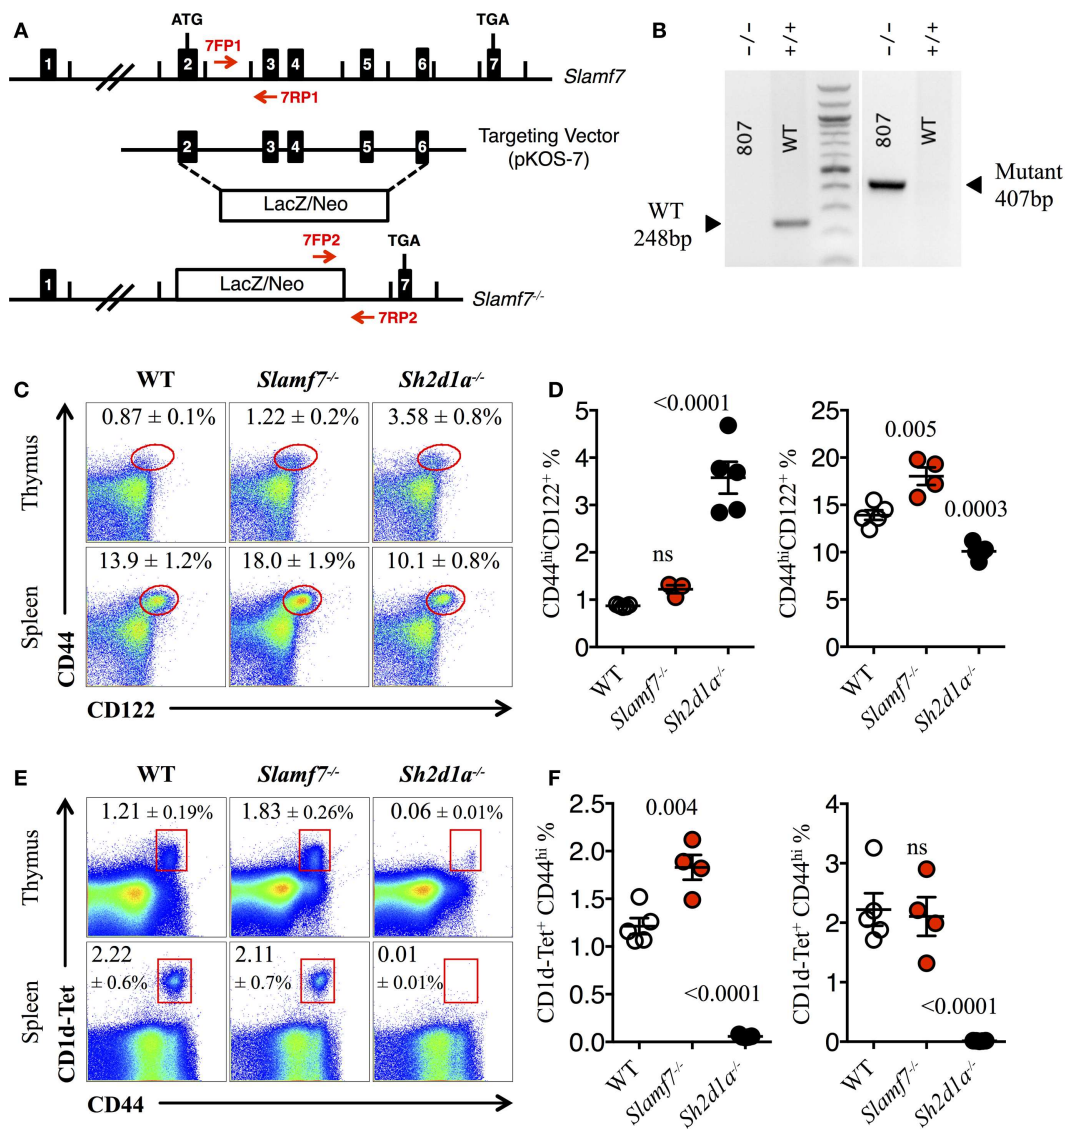 A
ATG
TGA
7FP1
1
2
3
4
5
6
7
Slamf7
7RP1
Targeting Vector
(pKOS-7)
2
3
4
5
6
LacZ/Neo
7FP2
TGA
1
LacZ/Neo
7
Slamf7-/-
7RP2
B
-/-
+/+
-/-
+/+
807
WT
807
WT
Mutant
407bp
WT
248bp
C
WT
Slamf7-/-
Sh2d1a-/-
Thymus
0.87 ± 0.1%
1.22 ± 0.2%
3.58 ± 0.8%
Spleen
13.9 ± 1.2%
18.0 ± 1.9%
10.1 ± 0.8%
CD44
CD122
D
CD44hiCD122+ %
5
4
3
2
1
0
<0.0001
ns
WT
Slamf7-/-
Sh2d1a-/-
CD44hiCD122+ %
25
20
15
10
5
0
0.005
0.0003
WT
Slamf7-/-
Sh2d1a-/-
E
WT
Slamf7-/-
Sh2d1a-/-
Thymus
1.21 ± 0.19%
1.83 ± 0.26%
0.06 ± 0.01%
Spleen
2.22
± 0.6%
2.11
± 0.7%
0.01
± 0.01%
CD1d-Tet
CD44
F
CD1d-Tet+ CD44hi %
2.5
2.0
1.5
1.0
0.5
0.0
0.004
<0.0001
WT
Slamf7-/-
Sh2d1a-/-
CD1d-Tet+ CD44hi %
4
3
2
1
0
ns
<0.0001
WT
Slamf7-/-
Sh2d1a-/-